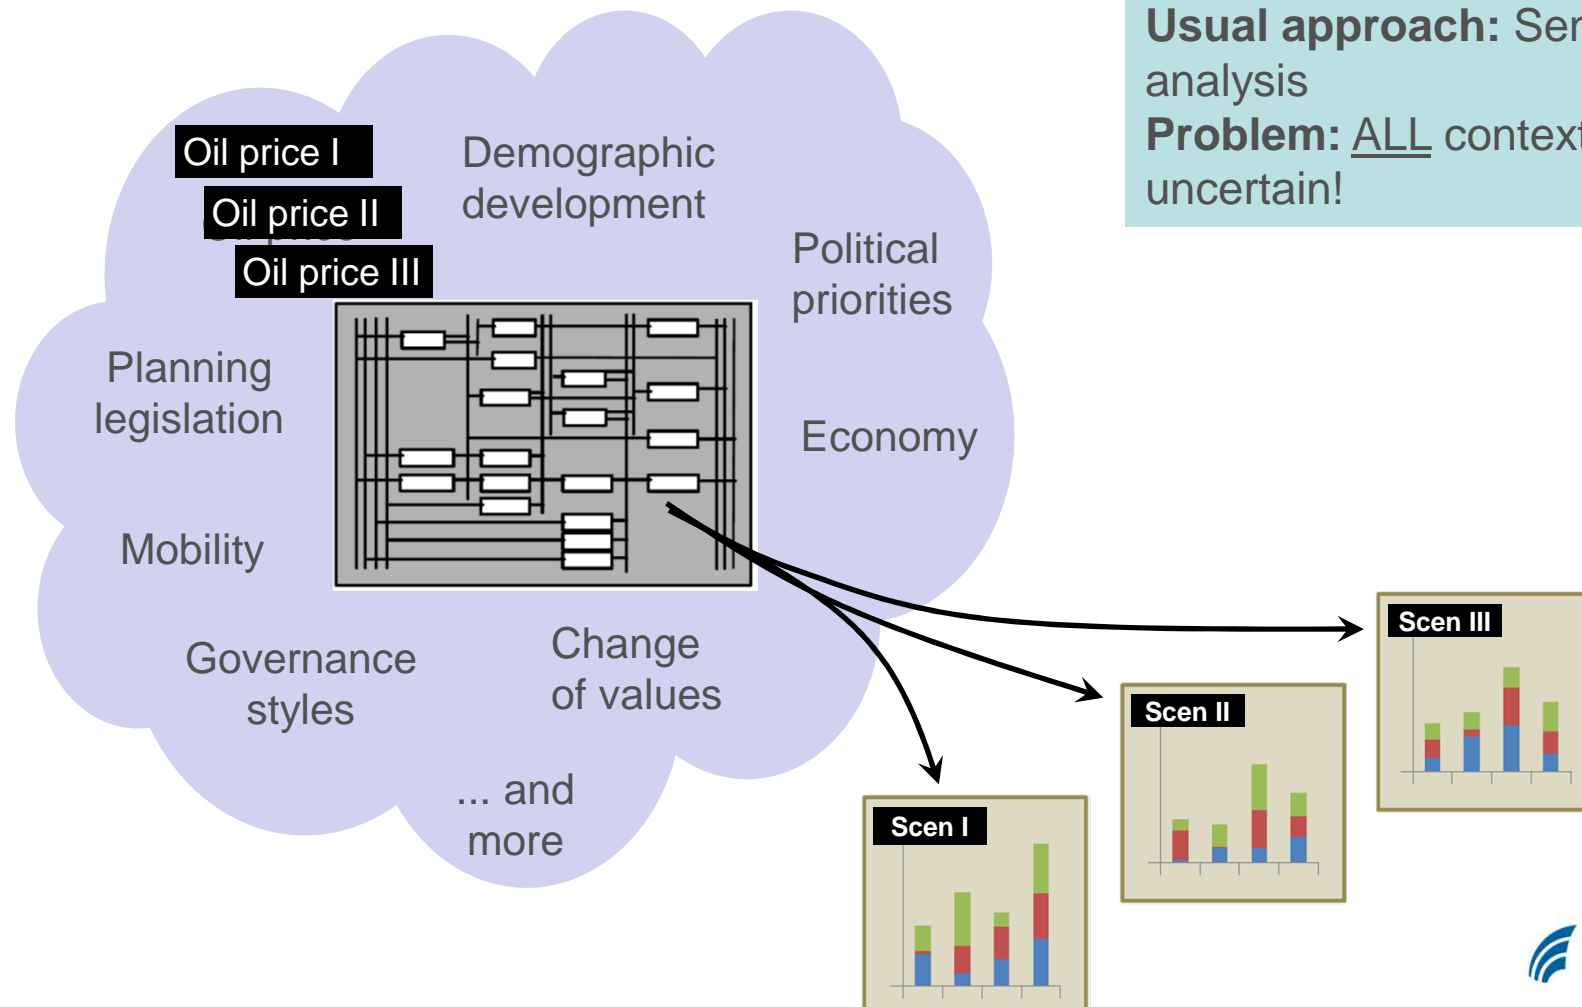 Usual approach:
analysis
Problem: ALL context
uncertain!
Oil price I
Oil price II
Oil price III
Demographic
development
Political
priorities
Planning
legislation
Economy
Mobility
Governance
styles
Change
of values
... and
more
Scen III
Scen II
Scen I